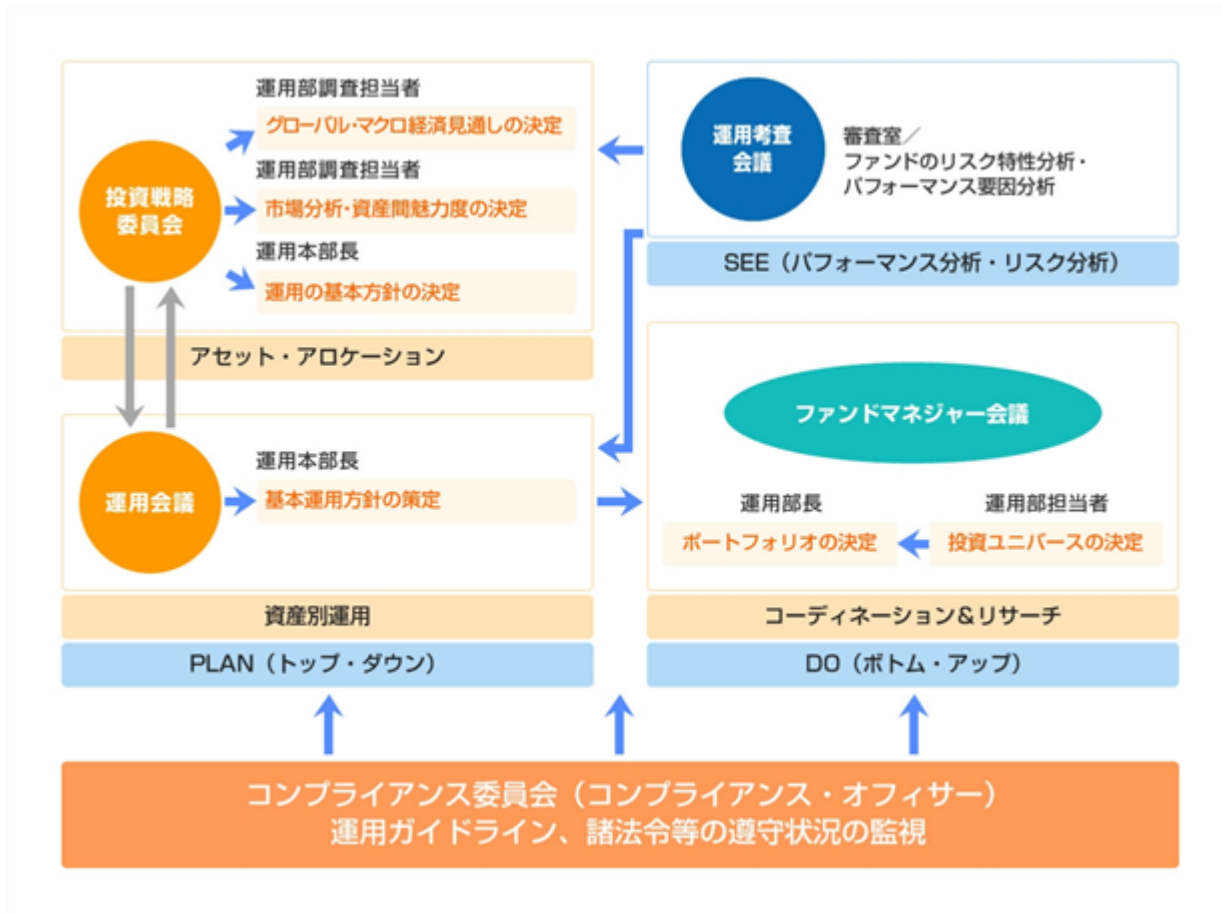 運用部調査担当者
グローバル・マクロ経済見通しの決定
投資戦略
委員会
運用部調査担当者
市場分析・資産間魅力度の決定
運用本部長
運用の基本方針の決定
アセット・アロケーション
運用考査
会議
審査室／
ファンドのリスク特性分析・
パフォーマンス要因分析
SEE（パフォーマンス分析・リスク分析）
運用会議
運用本部長
基本運用方針の策定
資産別運用
PLAN（トップ・ダウン）
ファンドマネジャー会議
運用部長
ポートフォリオの決定
運用部担当者
投資ユニバースの決定
コーディネーション＆リサーチ
DO（ボトム・アップ）
コンプライアンス委員会（コンプライアンス・オフィサー）
運用ガイドライン、諸法令等の遵守状況の監視